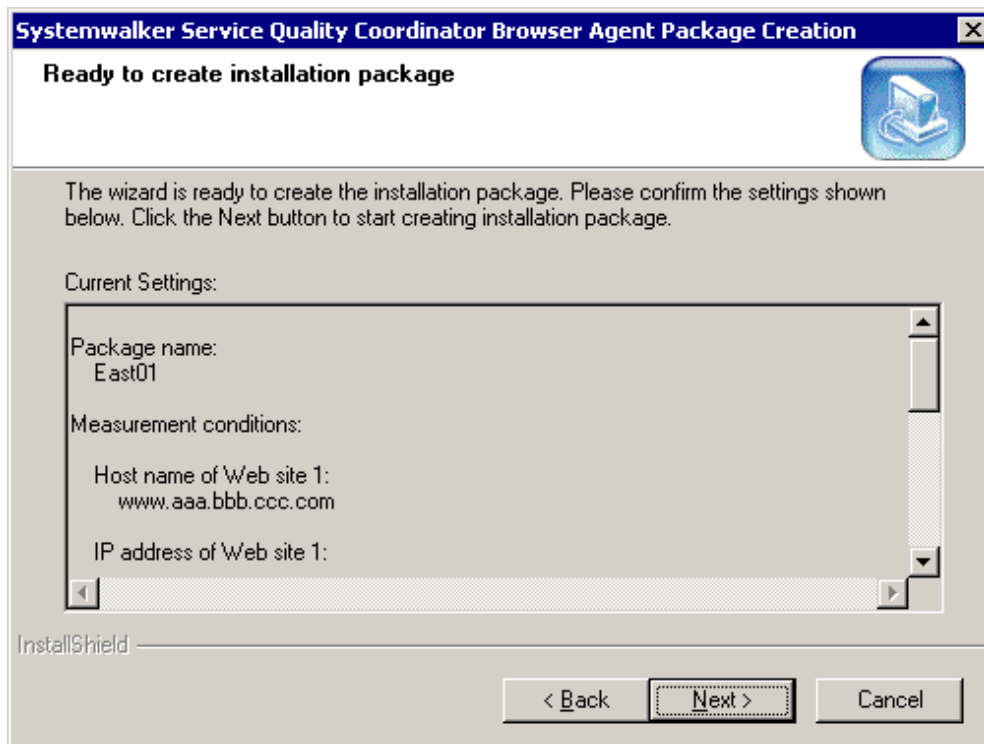 Systemwalker Service Quality Coordinator Browser Agent Package Creation
Ready to create installation package
The wizard is ready to create the installation package. Please confirm the settings shown
below. Click the Next button to start creating installation package.
Current Settings:
Package name:
East01
Measurement conditions:
Host name of Web site 1:
www.aaa.bbb.ccc.com
IP address of Web site 1:
InstallShield
< Back
Next >
Cancel